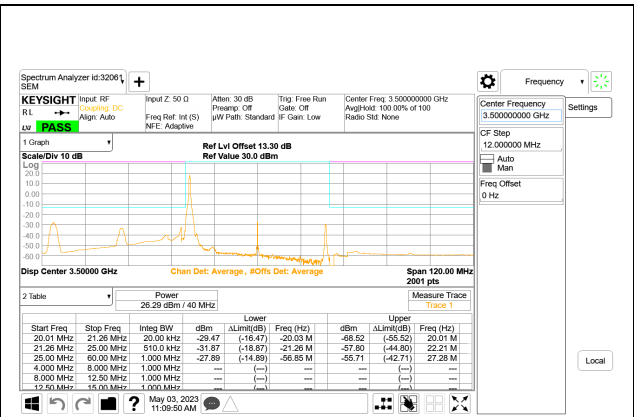 Spectrum Analyzer id:32061
SEM
Frequency
KEYSIGHT
Input: RF
Coupling: DC
Align: Auto
Input Z: 50 Ω
Freq Ref: Int (S)
NFE: Adaptive
Atten: 30 dB
Preamp: Off
µW Path: Standard
Trig: Free Run
Gate: Off
IF Gain: Low
Center Freq: 3.500000000 GHz
Avg|Hold: 100.00% of 100
Radio Std: None
RL
LXI PASS
Center Frequency
3.500000000 GHz
Settings
CF Step
12.000000 MHz
Auto
Man
Freq Offset
0 Hz
1 Graph
Ref Lvl Offset 13.30 dB
Scale/Div 10 dB
Ref Value 30.0 dBm
Log
20.0
10.0
0.00
-10.0
-20.0
-30.0
-40.0
-50.0
-60.0
Disp Center 3.50000 GHz
Chan Det: Average , #Offs Det: Average
Span 120.00 MHz
2001 pts
2 Table
Power
26.29 dBm / 40 MHz
Measure Trace
Trace 1
Lower Upper
Start Freq Stop Freq Integ BW dBm ΔLimit(dB) Freq (Hz) dBm ΔLimit(dB) Freq (Hz)
20.01 MHz 21.26 MHz 20.00 kHz -29.47 (-16.47) -20.03 M -68.52 (-55.52) 20.01 M
21.26 MHz 25.00 MHz 510.0 kHz -31.87 (-18.87) -21.26 M -57.80 (-44.80) 22.21 M
25.00 MHz 60.00 MHz 1.000 MHz -27.89 (-14.89) -56.85 M -55.71 (-42.71) 27.28 M
4.000 MHz 8.000 MHz 1.000 MHz --- (---) --- (---)
8.000 MHz 12.50 MHz 1.000 MHz --- (---) --- (---)
12.50 MHz 15.00 MHz 1.000 MHz --- (---) --- (---)
Local
May 03, 2023
11:09:50 AM